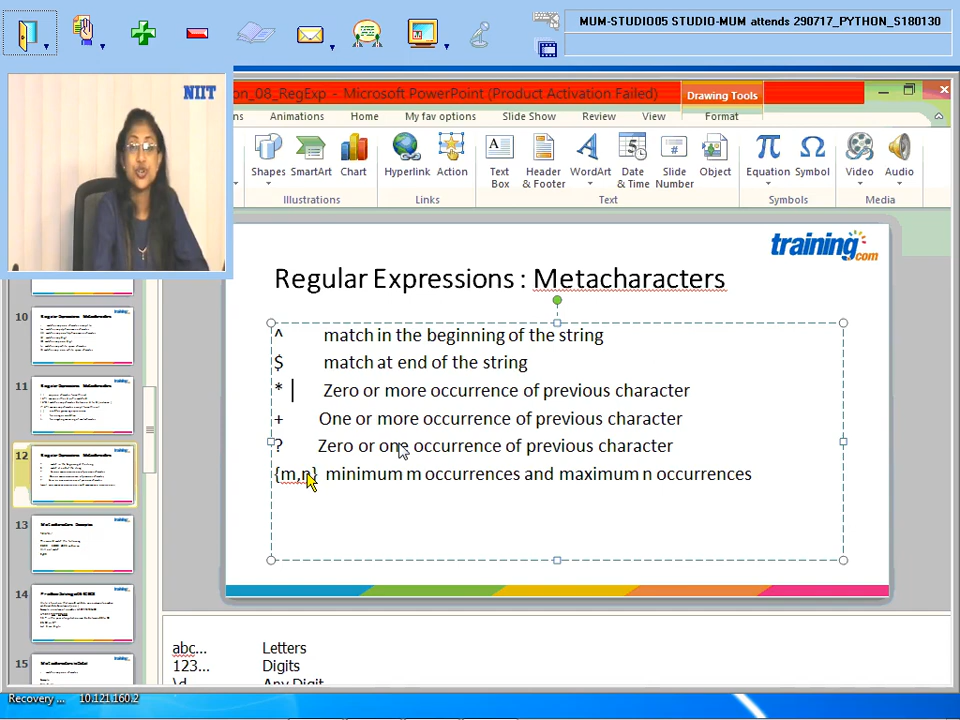 MUM-STUDIO05 STUDIO-MUM attends 290717_PYTHON_S180130
NIIT
on_08_RegExp - Microsoft PowerPoint (Product Activation Failed)
Drawing Tools
ns Animations Home My fav options Slide Show Review View Format
Shapes SmartArt Chart Hyperlink Action Text Box Header & Footer WordArt Date & Time Slide Number Object Equation Symbol Video Audio
Illustrations Links Text Symbols Media
training.com
Regular Expressions : Metacharacters
^ match in the beginning of the string
$ match at end of the string
* Zero or more occurrence of previous character
+ One or more occurrence of previous character
? Zero or one occurrence of previous character
{m,n} minimum m occurrences and maximum n occurrences
10
11
12
13
14
15
abc... Letters
123... Digits
\d Any Digit
Recovery ... 10.121.160.2